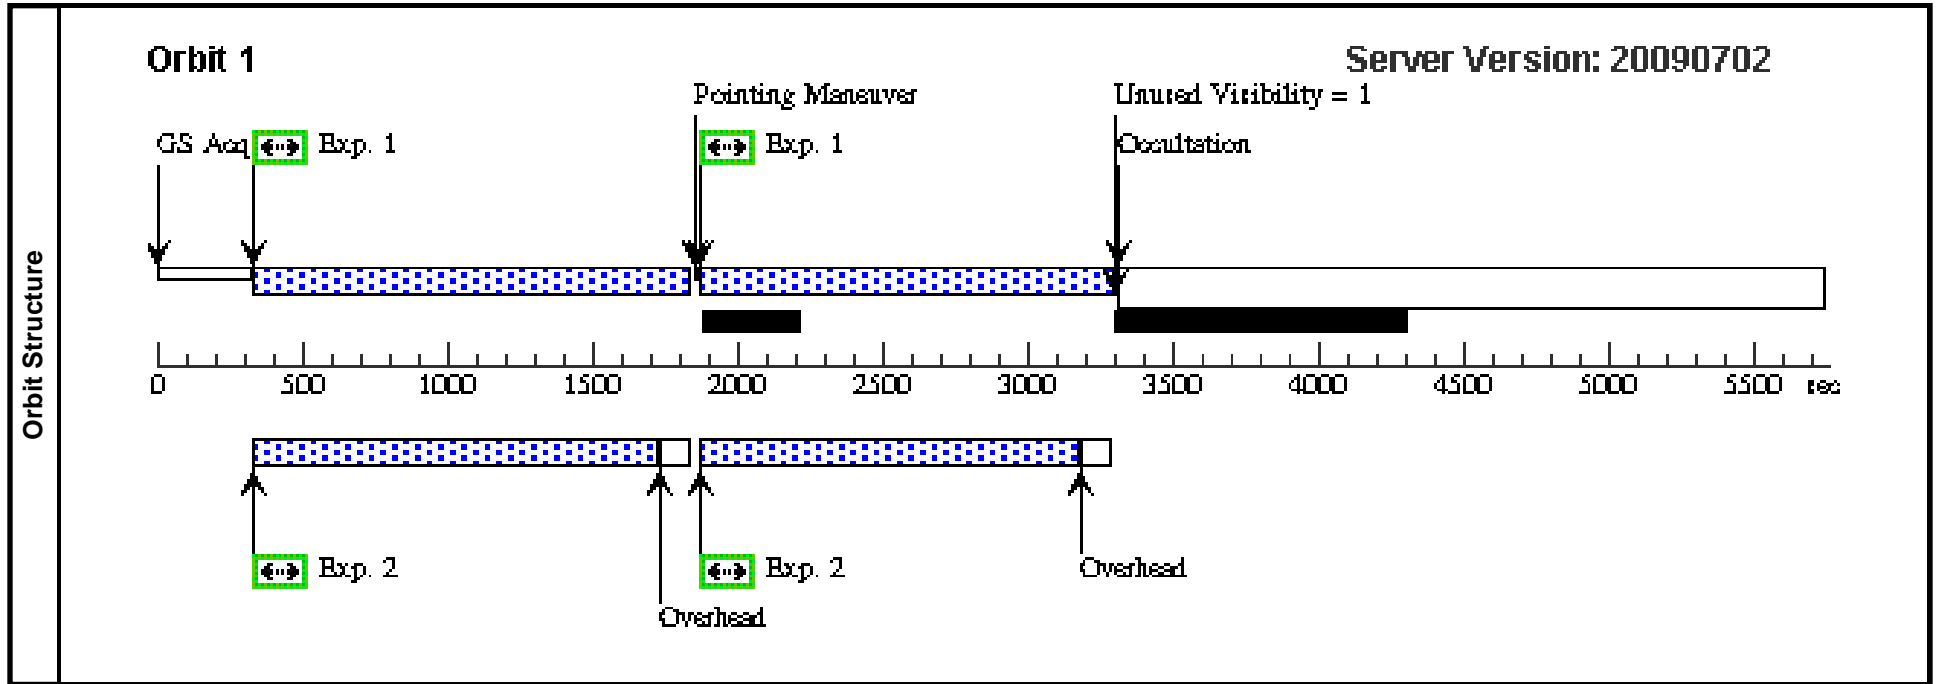 Orbit 1
Server Version: 20090702
Pointing Maneuver
Unused Visibility = 1
GS Acq
Exp. 1
Exp. 1
Occultation
Orbit Structure
0 500 1000 1500 2000 2500 3000 3500 4000 4500 5000 5500 sec
Exp. 2
Exp. 2
Overhead
Overhead